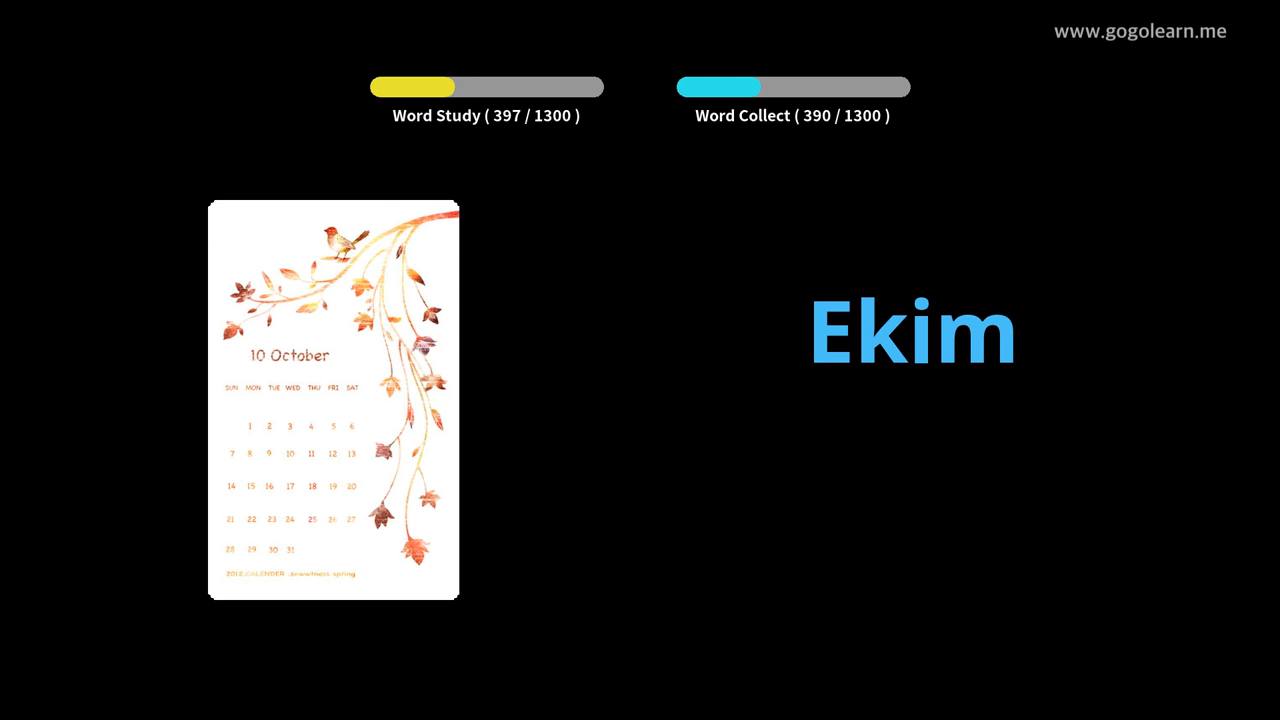 www.gogolearn.me
Word Study ( 397 / 1300 )
Word Collect ( 390 / 1300 )
10 October
SUN MON TUE WED THU FRI SAT
1 2 3 4 5 6
7 8 9 10 11 12 13
14 15 16 17 18 19 20
21 22 23 24 25 26 27
28 29 30 31
2012.CALENDER
Ekim